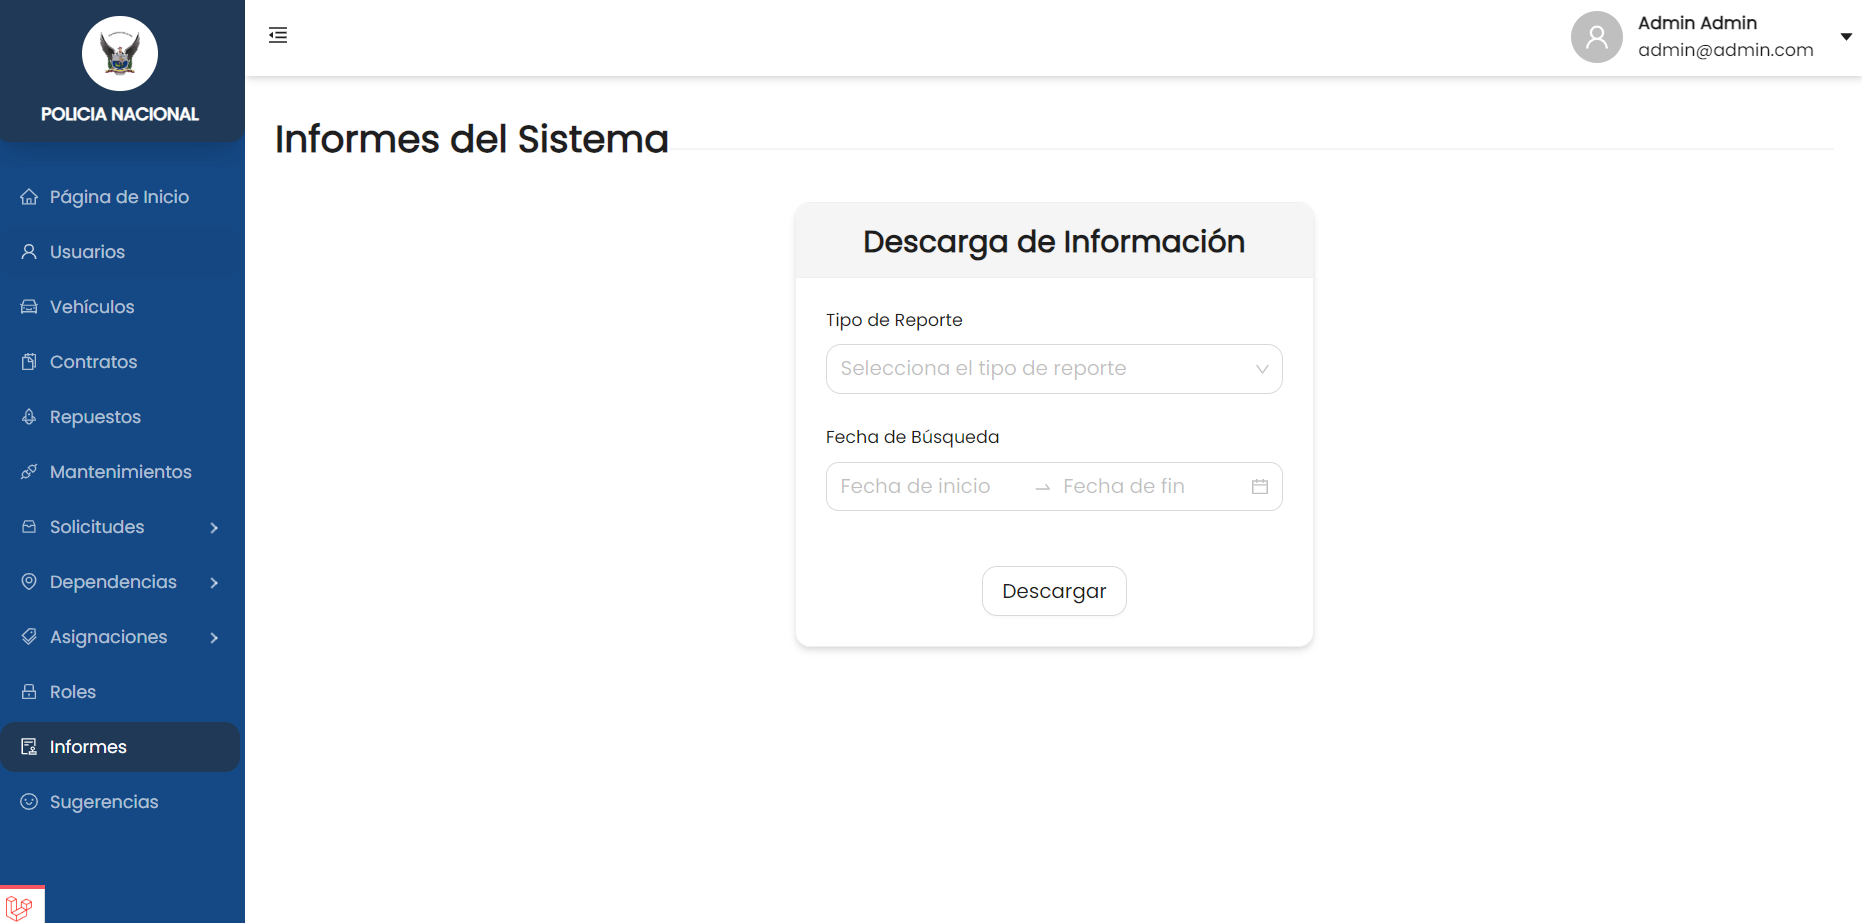 POLICIA NACIONAL
Admin Admin
admin@admin.com
Página de Inicio
Usuarios
Vehículos
Contratos
Repuestos
Mantenimientos
Solicitudes
Dependencias
Asignaciones
Roles
Informes
Sugerencias
Informes del Sistema
Descarga de Información
Tipo de Reporte
Selecciona el tipo de reporte
Fecha de Búsqueda
Fecha de inicio → Fecha de fin
Descargar